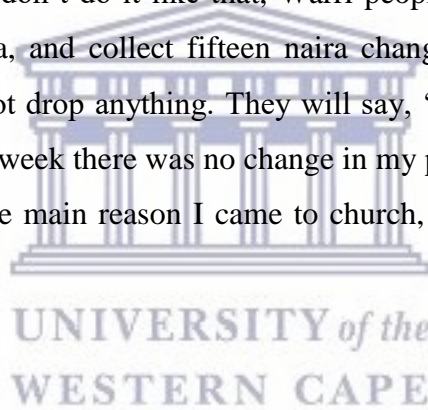 don't do it like that, Warri people
a, and collect fifteen naira chang
ot drop anything. They will say, '
week there was no change in my p
e main reason I came to church,
UNIVERSITY of the
WESTERN CAPE